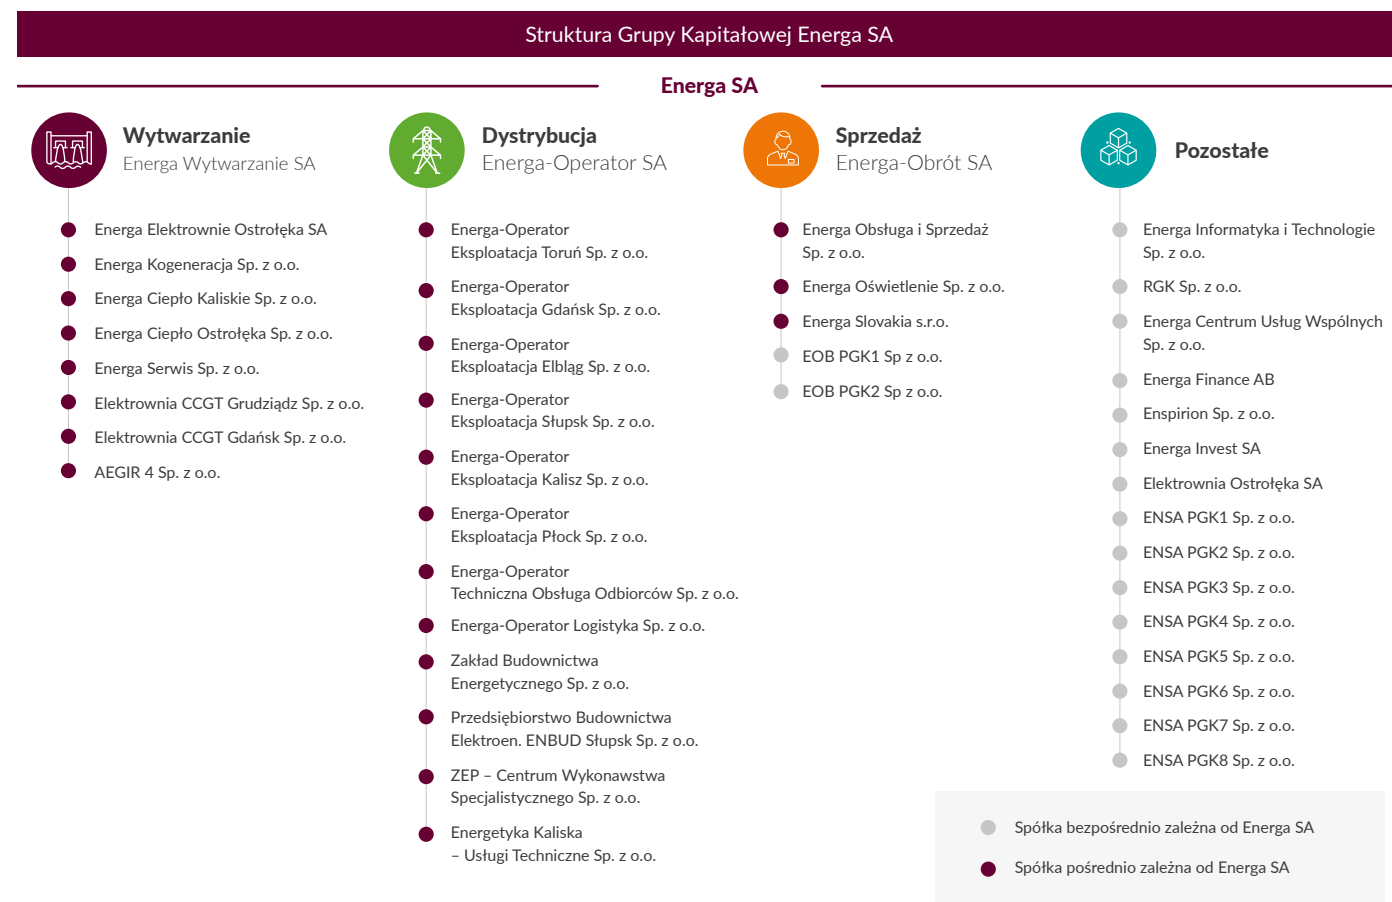 Struktura Grupy Kapitałowej Energa SA
Energa SA
Wytwarzanie
Energa Wytwarzanie SA
Energa Elektrownie Ostrołęka SA
Energa Kogeneracja Sp. z o.o.
Energa Ciepło Kaliskie Sp. z o.o.
Energa Ciepło Ostrołęka Sp. z o.o.
Energa Serwis Sp. z o.o.
Elektrownia CCGT Grudziądz Sp. z o.o.
Elektrownia CCGT Gdańsk Sp. z o.o.
AEGIR 4 Sp. z o.o.
Dystrybucja
Energa-Operator SA
Energa-Operator
Eksploatacja Toruń Sp. z o.o.
Energa-Operator
Eksploatacja Gdańsk Sp. z o.o.
Energa-Operator
Eksploatacja Elbląg Sp. z o.o.
Energa-Operator
Eksploatacja Słupsk Sp. z o.o.
Energa-Operator
Eksploatacja Kalisz Sp. z o.o.
Energa-Operator
Eksploatacja Płock Sp. z o.o.
Energa-Operator
Techniczna Obsługa Odbiorców Sp. z o.o.
Energa-Operator Logistyka Sp. z o.o.
Zakład Budownictwa
Energetycznego Sp. z o.o.
Przedsiębiorstwo Budownictwa
Elektroen. ENBUD Słupsk Sp. z o.o.
ZEP – Centrum Wykonawstwa
Specjalistycznego Sp. z o.o.
Energetyka Kaliska
– Usługi Techniczne Sp. z o.o.
Sprzedaż
Energa-Obrót SA
Energa Obsługa i Sprzedaż
Sp. z o.o.
Energa Oświetlenie Sp. z o.o.
Energa Slovakia s.r.o.
EOB PGK1 Sp z o.o.
EOB PGK2 Sp z o.o.
Pozostałe
Energa Informatyka i Technologie
Sp. z o.o.
RGK Sp. z o.o.
Energa Centrum Usług Wspólnych
Sp. z o.o.
Energa Finance AB
Enspirion Sp. z o.o.
Energa Invest SA
Elektrownia Ostrołęka SA
ENSA PGK1 Sp. z o.o.
ENSA PGK2 Sp. z o.o.
ENSA PGK3 Sp. z o.o.
ENSA PGK4 Sp. z o.o.
ENSA PGK5 Sp. z o.o.
ENSA PGK6 Sp. z o.o.
ENSA PGK7 Sp. z o.o.
ENSA PGK8 Sp. z o.o.
Spółka bezpośrednio zależna od Energa SA
Spółka pośrednio zależna od Energa SA